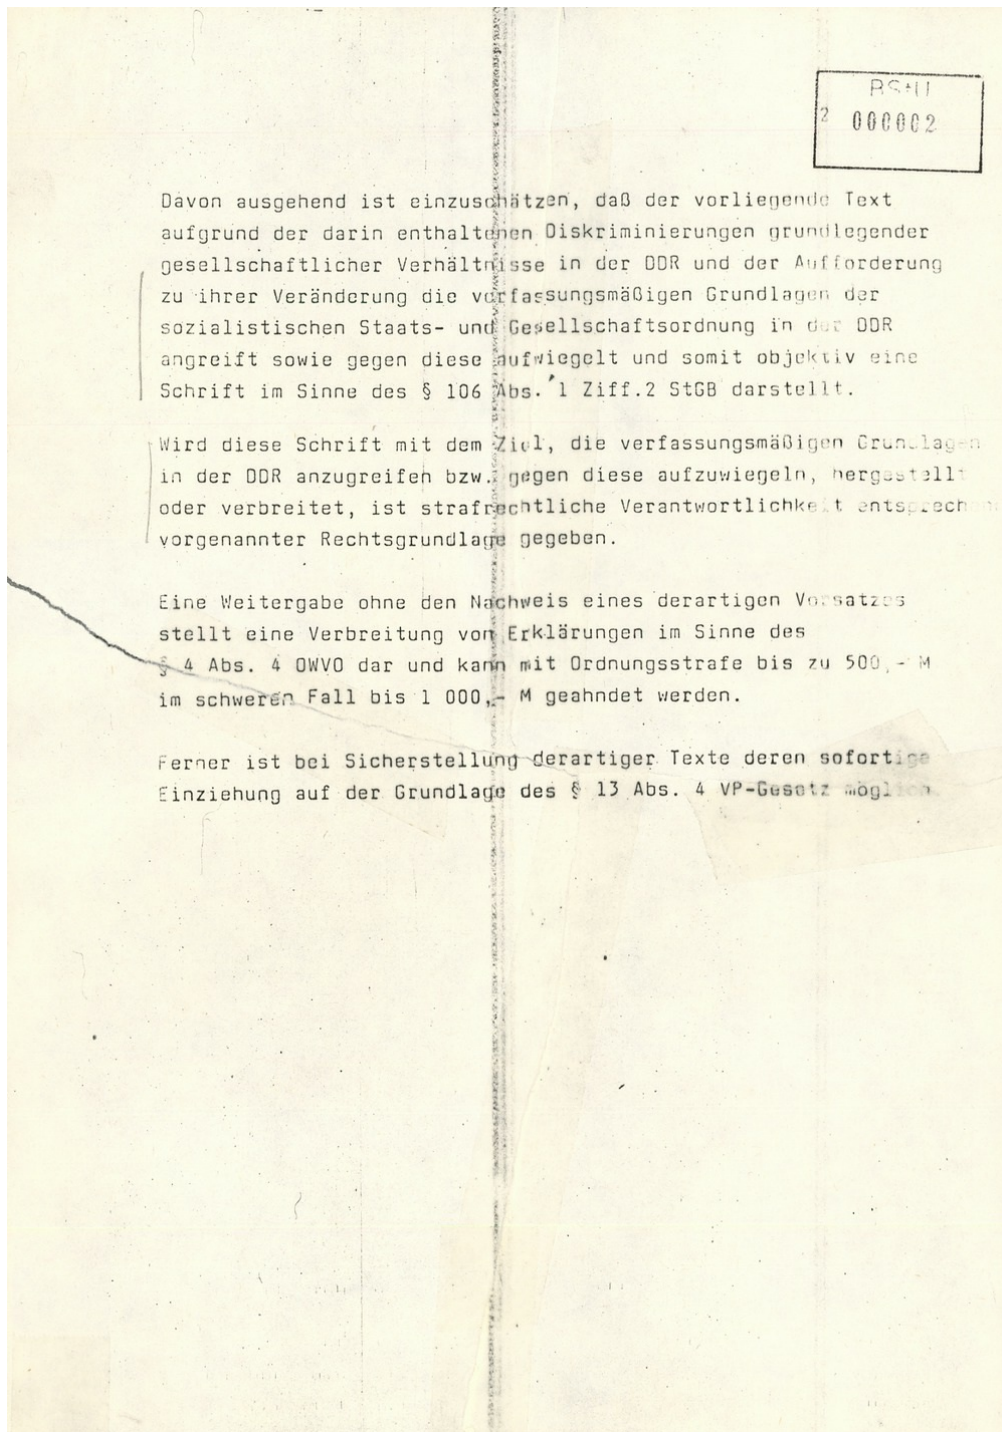 BStU
2
000002
Davon ausgehend ist einzuschätzen, daß der vorliegende Text
aufgrund der darin enthaltenen Diskriminierungen grundlegender
gesellschaftlicher Verhältnisse in der DDR und der Aufforderung
zu ihrer Veränderung die verfassungsmäßigen Grundlagen der
sozialistischen Staats- und Gesellschaftsordnung in der DDR
angreift sowie gegen diese aufwiegelt und somit objektiv eine
Schrift im Sinne des § 106 Abs. 1 Ziff.2 StGB darstellt.
Wird diese Schrift mit dem Ziel, die verfassungsmäßigen Grundlagen
in der DDR anzugreifen bzw. gegen diese aufzuwiegeln, hergestellt
oder verbreitet, ist strafrechtliche Verantwortlichkeit entsprech
vorgenannter Rechtsgrundlage gegeben.
Eine Weitergabe ohne den Nachweis eines derartigen Vorsatzes
stellt eine Verbreitung von Erklärungen im Sinne des
§ 4 Abs. 4 OWVO dar und kann mit Ordnungsstrafe bis zu 500,- M
im schweren Fall bis 1 000,- M geahndet werden.
Ferner ist bei Sicherstellung derartiger Texte deren sofortige
Einziehung auf der Grundlage des § 13 Abs. 4 VP-Gesetz möglich.